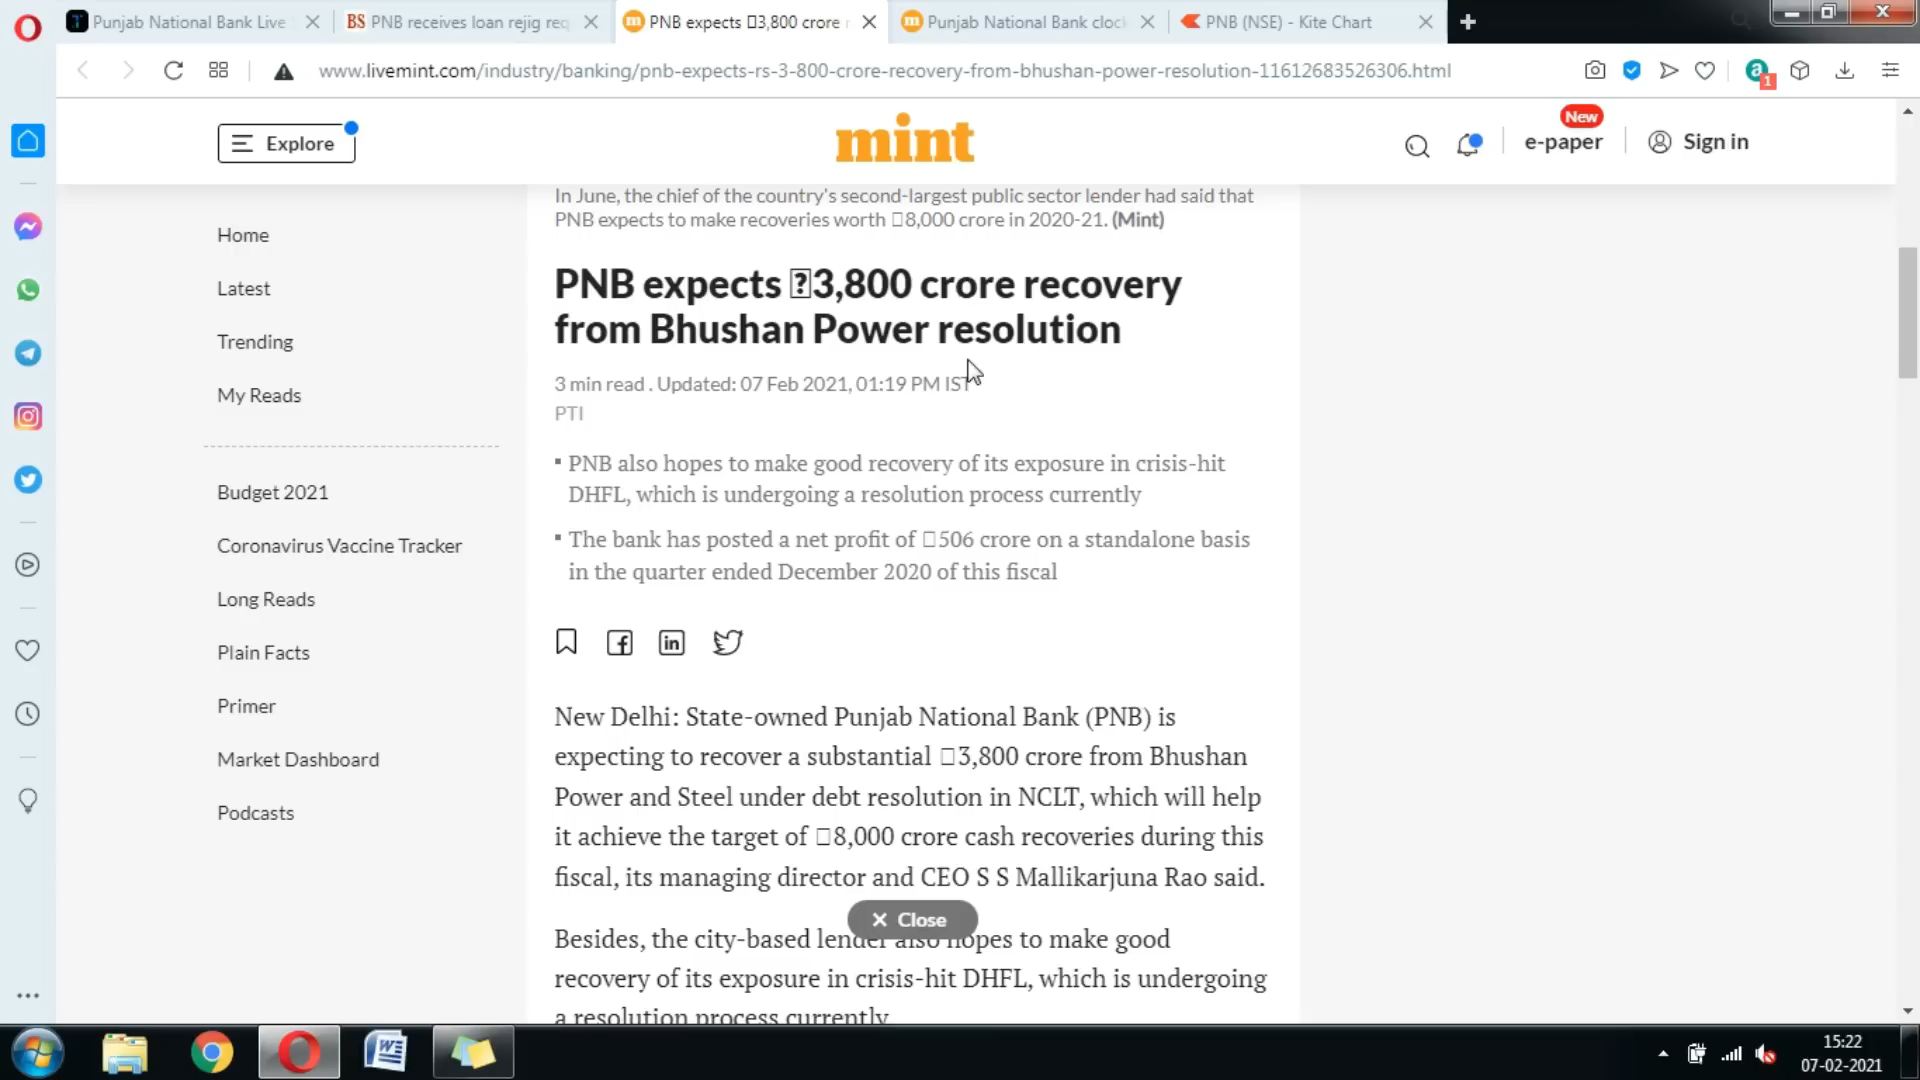 Punjab National Bank Live
BS PNB receives loan rejig req
PNB expects □3,800 crore
Punjab National Bank cloc
PNB (NSE) - Kite Chart
www.livemint.com/industry/banking/pnb-expects-rs-3-800-crore-recovery-from-bhushan-power-resolution-11612683526306.html
a
1
Explore
mint
New
e-paper
Sign in
Home
Latest
Trending
My Reads
Budget 2021
Coronavirus Vaccine Tracker
Long Reads
Plain Facts
Primer
Market Dashboard
Podcasts
In June, the chief of the country's second-largest public sector lender had said that
PNB expects to make recoveries worth □8,000 crore in 2020-21. (Mint)
PNB expects □3,800 crore recovery
from Bhushan Power resolution
3 min read . Updated: 07 Feb 2021, 01:19 PM IST
PTI
▪ PNB also hopes to make good recovery of its exposure in crisis-hit
DHFL, which is undergoing a resolution process currently
▪ The bank has posted a net profit of □506 crore on a standalone basis
in the quarter ended December 2020 of this fiscal
New Delhi: State-owned Punjab National Bank (PNB) is
expecting to recover a substantial □3,800 crore from Bhushan
Power and Steel under debt resolution in NCLT, which will help
it achieve the target of □8,000 crore cash recoveries during this
fiscal, its managing director and CEO S S Mallikarjuna Rao said.
× Close
Besides, the city-based lender also hopes to make good
recovery of its exposure in crisis-hit DHFL, which is undergoing
a resolution process currently
15:22
07-02-2021